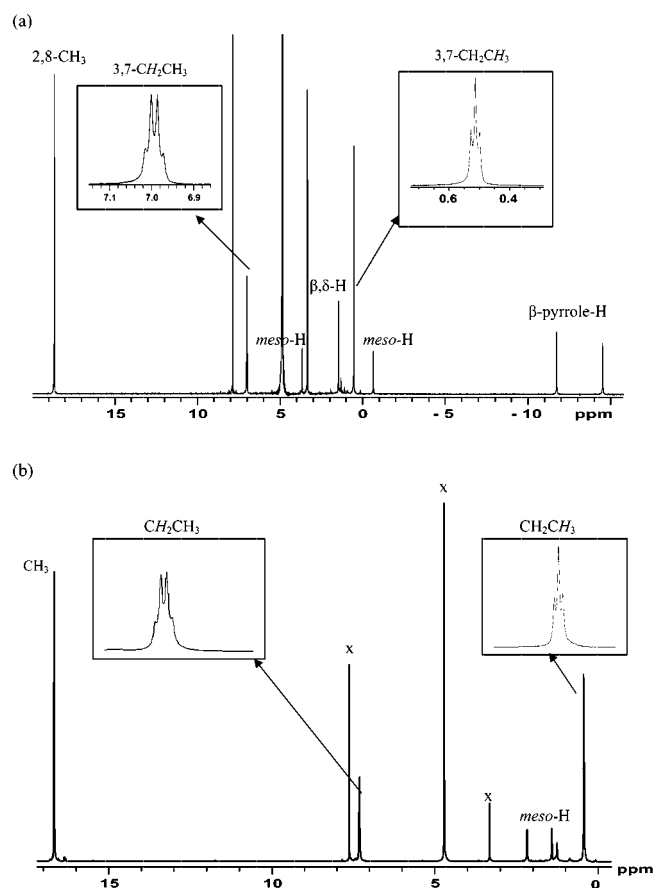 (a)
2,8-CH3
3,7-CH2CH3
3,7-CH2CH3
7.1 7.0 6.9
0.6 0.4
β,δ-H
meso-H
meso-H
β-pyrrole-H
15 10 5 0 - 5 - 10 ppm
(b)
x
CH2CH3
CH2CH3
CH3
x
x
meso-H
15 10 5 0 ppm